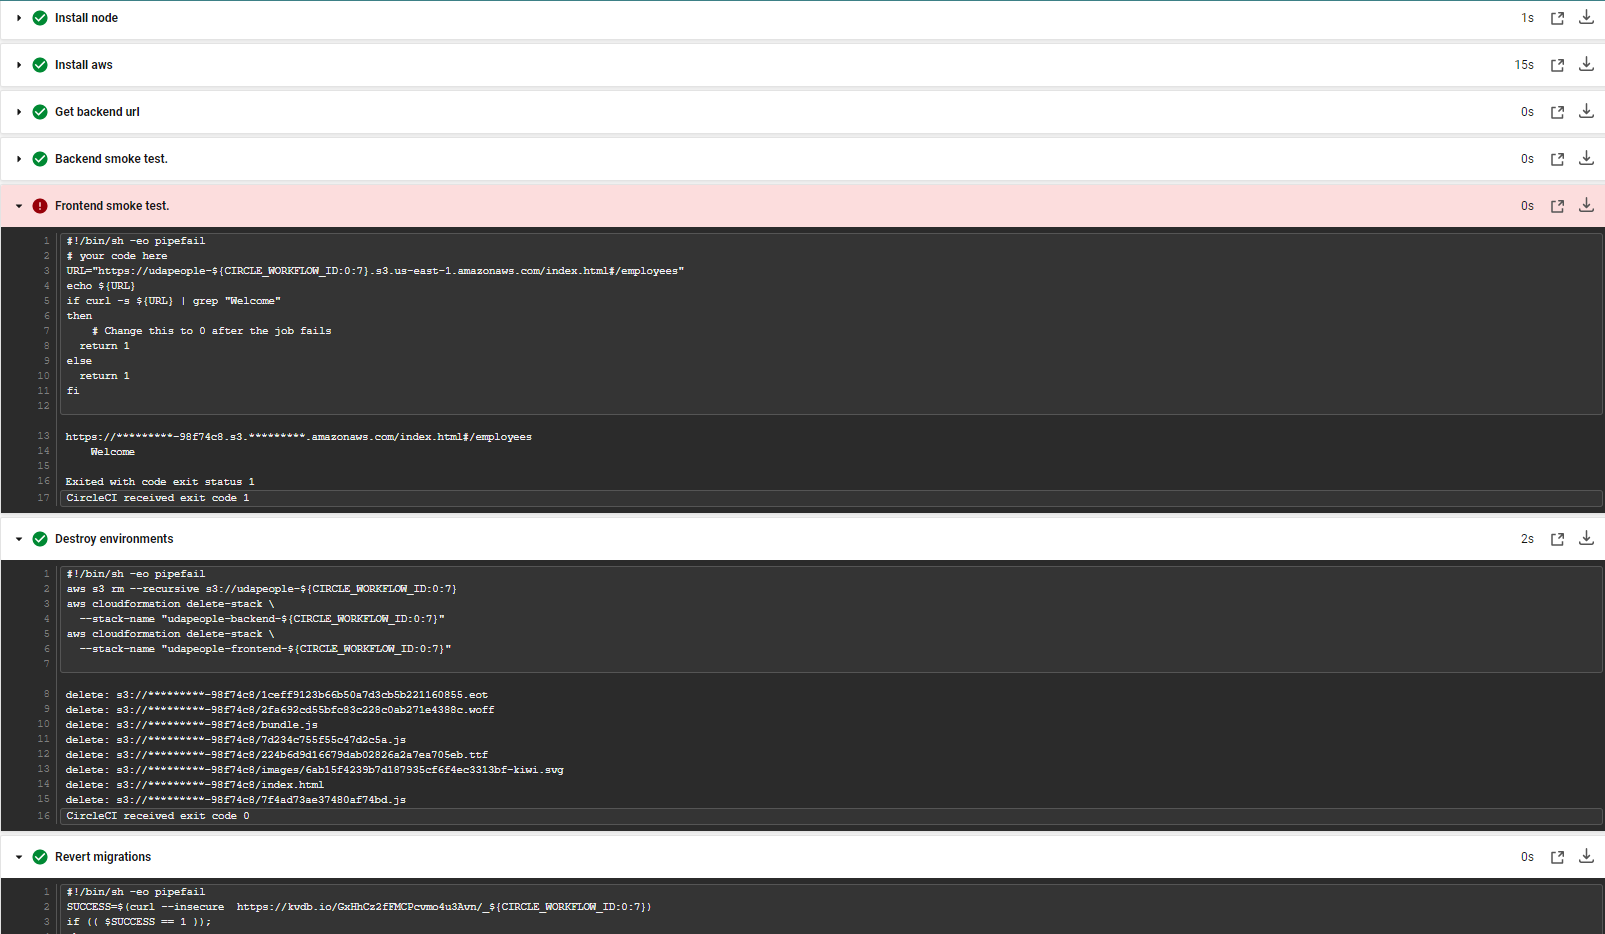 Install node 1s
Install aws 15s
Get backend url 0s
Backend smoke test. 0s
Frontend smoke test. 0s
1 #!/bin/sh -eo pipefail
2 # your code here
3 URL="https://udapeople-${CIRCLE_WORKFLOW_ID:0:7}.s3.us-east-1.amazonaws.com/index.html#/employees"
4 echo ${URL}
5 if curl -s ${URL} | grep "Welcome"
6 then
7 # Change this to 0 after the job fails
8 return 1
9 else
10 return 1
11 fi
12
13 https://*********-98f74c8.s3.*********.amazonaws.com/index.html#/employees
14 Welcome
15
16 Exited with code exit status 1
17 CircleCI received exit code 1
Destroy environments 2s
1 #!/bin/sh -eo pipefail
2 aws s3 rm --recursive s3://udapeople-${CIRCLE_WORKFLOW_ID:0:7}
3 aws cloudformation delete-stack \
4 --stack-name "udapeople-backend-${CIRCLE_WORKFLOW_ID:0:7}"
5 aws cloudformation delete-stack \
6 --stack-name "udapeople-frontend-${CIRCLE_WORKFLOW_ID:0:7}"
7
8 delete: s3://*********-98f74c8/1ceff9123b66b50a7d3cb5b221160855.eot
9 delete: s3://*********-98f74c8/2fa692cd55bfc83c228c0ab271e4388c.woff
10 delete: s3://*********-98f74c8/bundle.js
11 delete: s3://*********-98f74c8/7d234c755f55c47d2c5a.js
12 delete: s3://*********-98f74c8/224b6d9d16679dab02826a2a7ea705eb.ttf
13 delete: s3://*********-98f74c8/images/6ab15f4239b7d187935cf6f4ec3313bf-kiwi.svg
14 delete: s3://*********-98f74c8/index.html
15 delete: s3://*********-98f74c8/7f4ad73ae37480af74bd.js
16 CircleCI received exit code 0
Revert migrations 0s
1 #!/bin/sh -eo pipefail
2 SUCCESS=$(curl --insecure  https://kvdb.io/GxHhCz2fFMCPcvmo4u3Avn/_${CIRCLE_WORKFLOW_ID:0:7})
3 if (( $SUCCESS == 1 ));